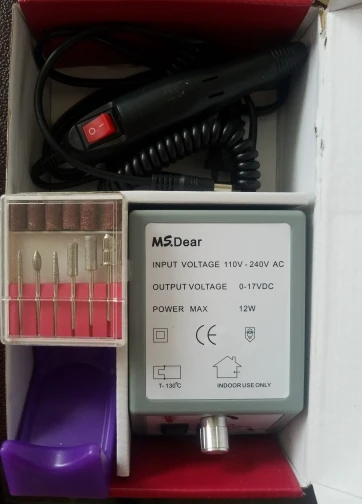 MS.Dear
INPUT VOLTAGE 110V - 240V AC
OUTPUT VOLTAGE 0-17VDC
POWER MAX 12W
CE
T- 130°C
INDOOR USE ONLY